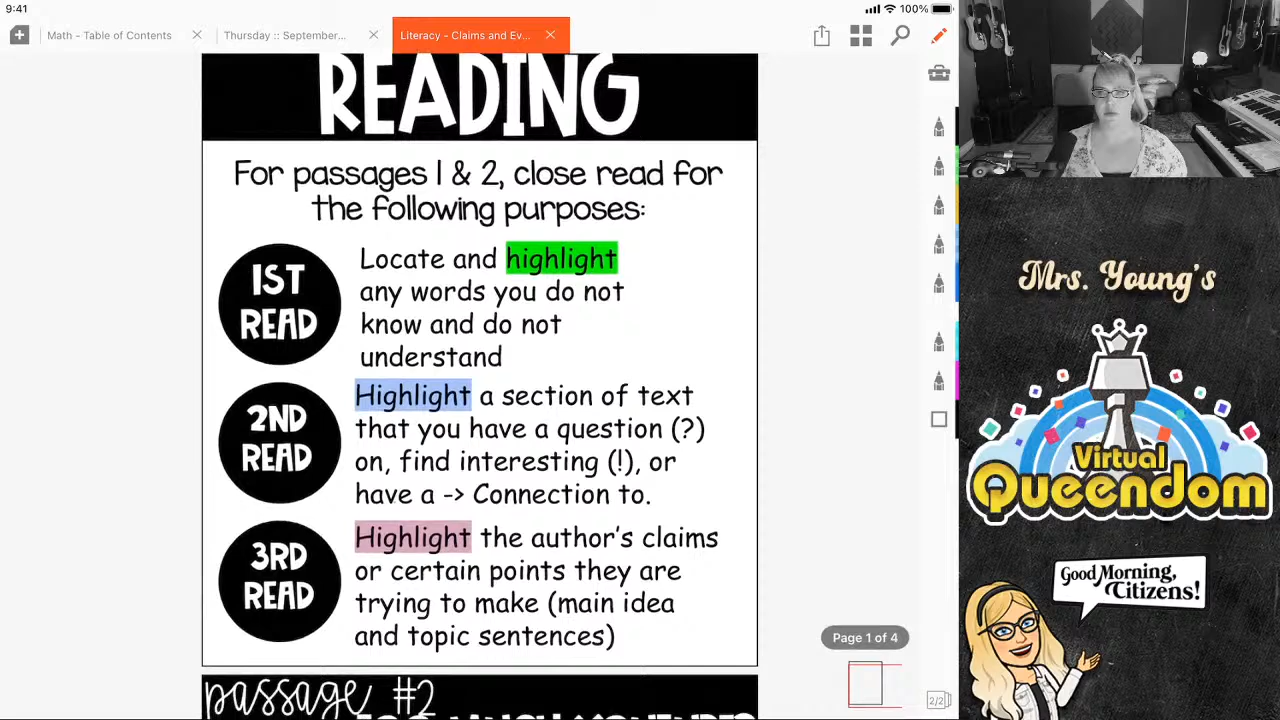 9:41
100%
Math - Table of Contents
Thursday :: September...
Literacy - Claims and Ev...
READING
For passages 1 & 2, close read for
the following purposes:
1ST
READ
Locate and highlight
any words you do not
know and do not
understand
2ND
READ
Highlight a section of text
that you have a question (?)
on, find interesting (!), or
have a -> Connection to.
3RD
READ
Highlight the author's claims
or certain points they are
trying to make (main idea
and topic sentences)
Page 1 of 4
passage #2
2/2
Mrs. Young's
Virtual
Queendom
Good Morning,
Citizens!